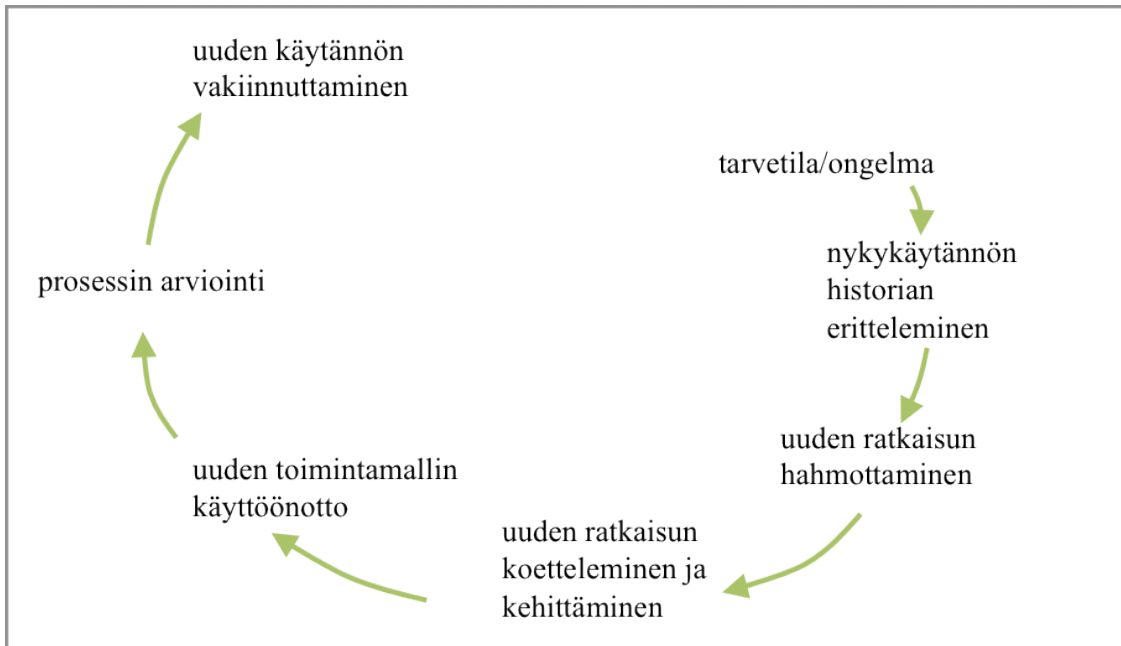 uuden käytännön
vakiinnuttaminen
tarvetila/ongelma
nykykäytännön
historian
eritteleminen
prosessin arviointi
uuden ratkaisun
hahmottaminen
uuden toimintamallin
käyttöönotto
uuden ratkaisun
koetteleminen ja
kehittäminen